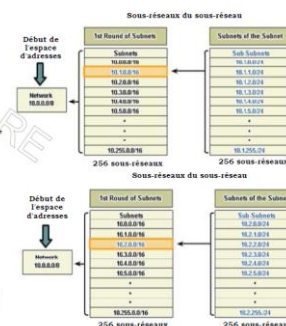 Sous-réseaux du sous-réseau
Début de
l'espace
d'adresses
Network
10.0.0.0/8
1st Round of Subnets
Subnets
10.0.0.0/16
10.1.0.0/16
10.2.0.0/16
10.3.0.0/16
10.4.0.0/16
10.5.0.0/16
10.255.0.0/16
256 sous-réseaux
Subnets of the Subnet
Sub Subnets
10.1.0.0/24
10.1.1.0/24
10.1.2.0/24
10.1.3.0/24
10.1.4.0/24
10.1.5.0/24
10.1.255./24
256 sous-réseaux
Sous-réseaux du sous-réseau
Début de
l'espace
d'adresses
Network
10.0.0.0/8
1st Round of Subnets
Subnets
10.0.0.0/16
10.1.0.0/16
10.2.0.0/16
10.3.0.0/16
10.4.0.0/16
10.5.0.0/16
10.255.0.0/16
256 sous-réseaux
Subnets of the Subnet
Sub Subnets
10.2.0.0/24
10.2.1.0/24
10.2.2.0/24
10.2.3.0/24
10.2.4.0/24
10.2.5.0/24
10.2.255./24
256 sous-réseaux